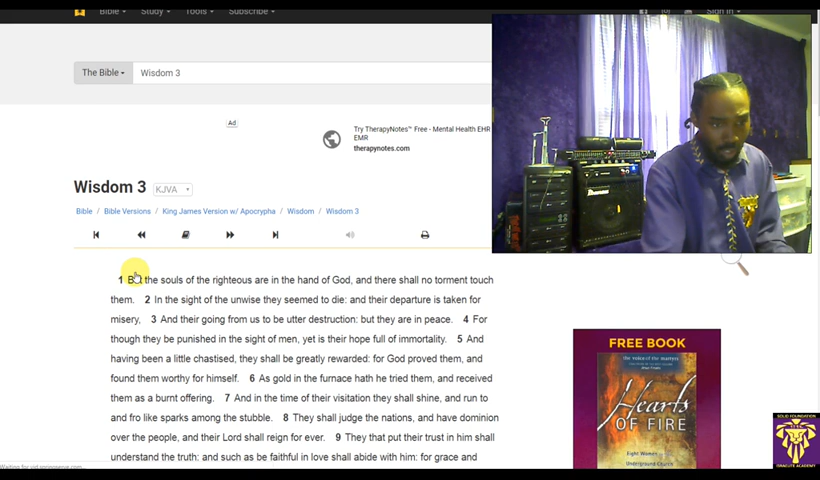 Bible Study Tools Subscribe Sign In
The Bible
Wisdom 3
Ad
Try TherapyNotes™ Free - Mental Health EHR
EMR
therapynotes.com
Wisdom 3 KJVA
Bible / Bible Versions / King James Version w/ Apocrypha / Wisdom / Wisdom 3
1 But the souls of the righteous are in the hand of God, and there shall no torment touch
them. 2 In the sight of the unwise they seemed to die: and their departure is taken for
misery, 3 And their going from us to be utter destruction: but they are in peace. 4 For
though they be punished in the sight of men, yet is their hope full of immortality. 5 And
having been a little chastised, they shall be greatly rewarded: for God proved them, and
found them worthy for himself. 6 As gold in the furnace hath he tried them, and received
them as a burnt offering. 7 And in the time of their visitation they shall shine, and run to
and fro like sparks among the stubble. 8 They shall judge the nations, and have dominion
over the people, and their Lord shall reign for ever. 9 They that put their trust in him shall
understand the truth: and such as be faithful in love shall abide with him: for grace and
FREE BOOK
the voice of the martyrs
Hearts
OF FIRE
Eight Women
Underground Church
SOLID FOUNDATION
ISRAELITE ACADEMY